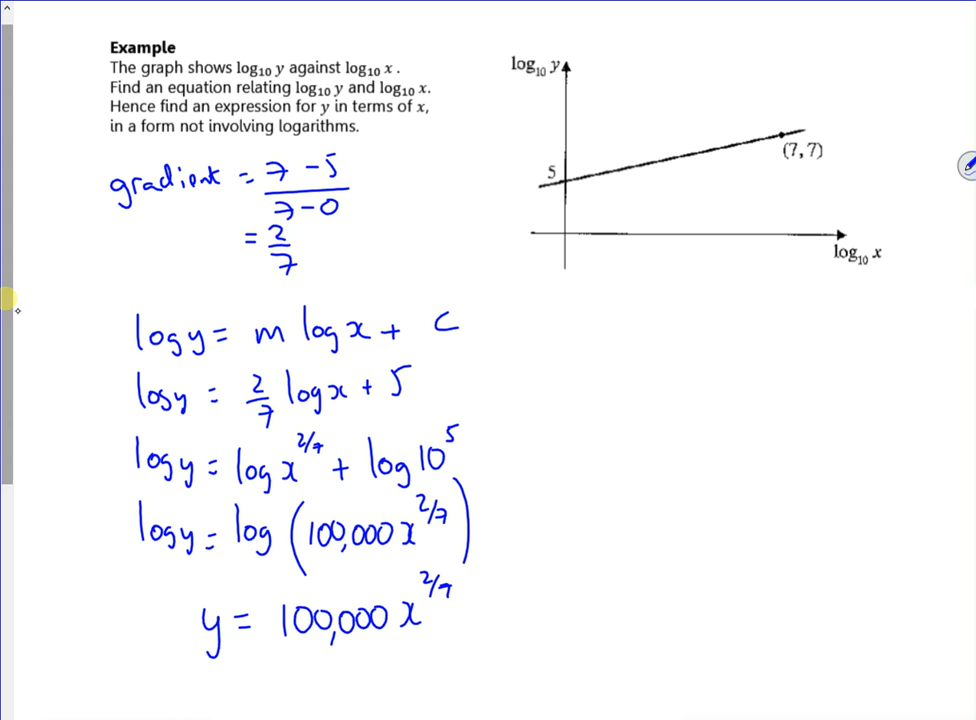 Example
The graph shows log₁₀ y against log₁₀ x .
Find an equation relating log₁₀ y and log₁₀ x.
Hence find an expression for y in terms of x,
in a form not involving logarithms.
log₁₀ y
5
(7, 7)
log₁₀ x
gradient = 7 - 5
7 - 0
= 2
7
log y = m log x + c
log y = 2/7 log x + 5
log y = log x^2/7 + log 10^5
log y = log (100,000 x^2/7)
y = 100,000 x^2/7